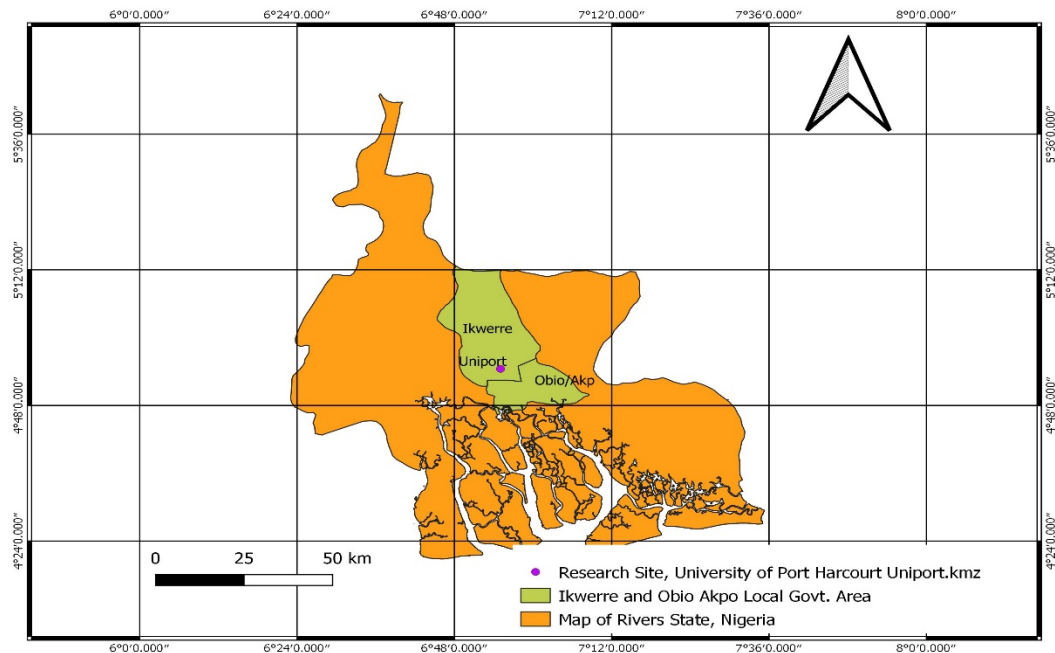 6°0′0.000″ 6°24′0.000″ 6°48′0.000″ 7°12′0.000″ 7°36′0.000″ 8°0′0.000″
5°36′0.000″ 5°36′0.000″
5°12′0.000″ 5°12′0.000″
Ikwerre
Uniport
Obio/Akp
4°48′0.000″ 4°48′0.000″
4°24′0.000″ 4°24′0.000″
0 25 50 km
Research Site, University of Port Harcourt Uniport.kmz
Ikwerre and Obio Akpo Local Govt. Area
Map of Rivers State, Nigeria
6°0′0.000″ 6°24′0.000″ 6°48′0.000″ 7°12′0.000″ 7°36′0.000″ 8°0′0.000″